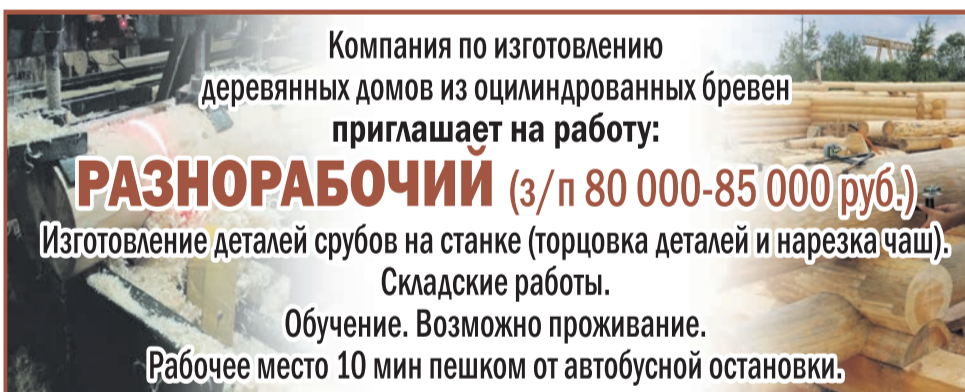 Компания по изготовлению
деревянных домов из оцилиндрованных бревен
приглашает на работу:
РАЗНОРАБОЧИЙ (з/п 80 000-85 000 руб.)
Изготовление деталей срубов на станке (торцовка деталей и нарезка чаш).
Складские работы.
Обучение. Возможно проживание.
Рабочее место 10 мин пешком от автобусной остановки.